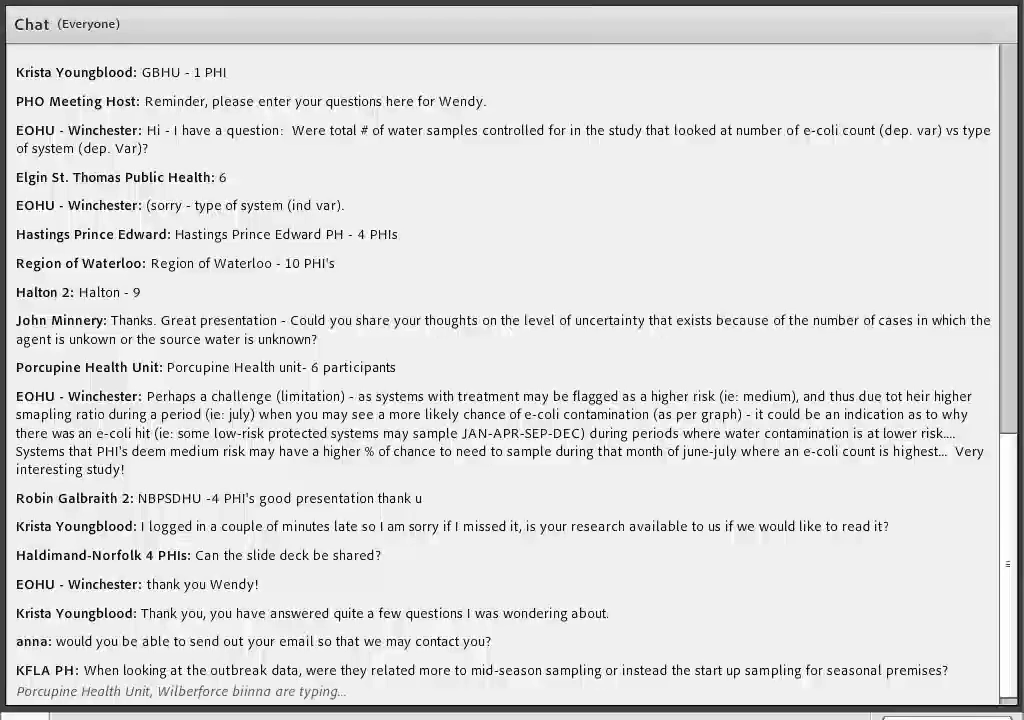 Chat (Everyone)
Krista Youngblood: GBHU - 1 PHI
PHO Meeting Host: Reminder, please enter your questions here for Wendy.
EOHU - Winchester: Hi - I have a question:  Were total # of water samples controlled for in the study that looked at number of e-coli count (dep. var) vs type
of system (dep. Var)?
Elgin St. Thomas Public Health: 6
EOHU - Winchester: (sorry - type of system (ind var).
Hastings Prince Edward: Hastings Prince Edward PH - 4 PHIs
Region of Waterloo: Region of Waterloo - 10 PHI's
Halton 2: Halton - 9
John Minnery: Thanks. Great presentation - Could you share your thoughts on the level of uncertainty that exists because of the number of cases in which the
agent is unkown or the source water is unknown?
Porcupine Health Unit: Porcupine Health unit- 6 participants
EOHU - Winchester: Perhaps a challenge (limitation) - as systems with treatment may be flagged as a higher risk (ie: medium), and thus due tot heir higher
smapling ratio during a period (ie: july) when you may see a more likely chance of e-coli contamination (as per graph) - it could be an indication as to why
there was an e-coli hit (ie: some low-risk protected systems may sample JAN-APR-SEP-DEC) during periods where water contamination is at lower risk....
Systems that PHI's deem medium risk may have a higher % of chance to need to sample during that month of june-july where an e-coli count is highest...  Very
interesting study!
Robin Galbraith 2: NBPSDHU -4 PHI's good presentation thank u
Krista Youngblood: I logged in a couple of minutes late so I am sorry if I missed it, is your research available to us if we would like to read it?
Haldimand-Norfolk 4 PHIs: Can the slide deck be shared?
EOHU - Winchester: thank you Wendy!
Krista Youngblood: Thank you, you have answered quite a few questions I was wondering about.
anna: would you be able to send out your email so that we may contact you?
KFLA PH: When looking at the outbreak data, were they related more to mid-season sampling or instead the start up sampling for seasonal premises?
Porcupine Health Unit, Wilberforce biinna are typing...